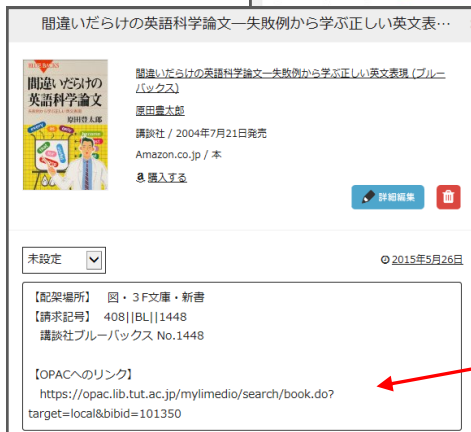 間違いだらけの英語科学論文―失敗例から学ぶ正しい英文表…
間違いだらけの
英語科学論文
原田豊太郎
間違いだらけの英語科学論文―失敗例から学ぶ正しい英文表現 (ブルー
バックス)
原田豊太郎
講談社 / 2004年7月21日発売
Amazon.co.jp / 本
購入する
詳細編集
未設定
2015年5月26日
【配架場所】 図・３F文庫・新書
【請求記号】 408||BL||1448
講談社ブルーバックス No.1448
【OPACへのリンク】
https://opac.lib.tut.ac.jp/mylimedio/search/book.do?
target=local&bibid=101350